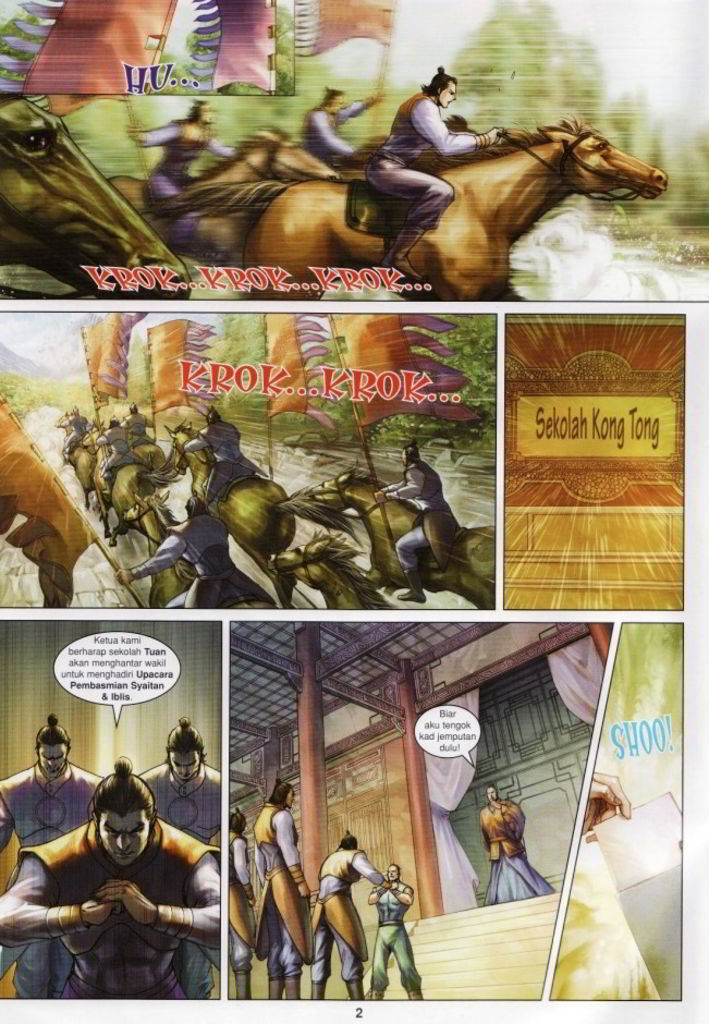 HU...
KROK...KROK...KROK...
KROK...KROK...
Sekolah Kong Tong
Ketua kami
berharap sekolah Tuan
akan menghantar wakil
untuk menghadiri Upacara
Pembasmian Syaitan
& Iblis.
Biar
aku tengok
kad jemputan
dulu!
SHOO!
2